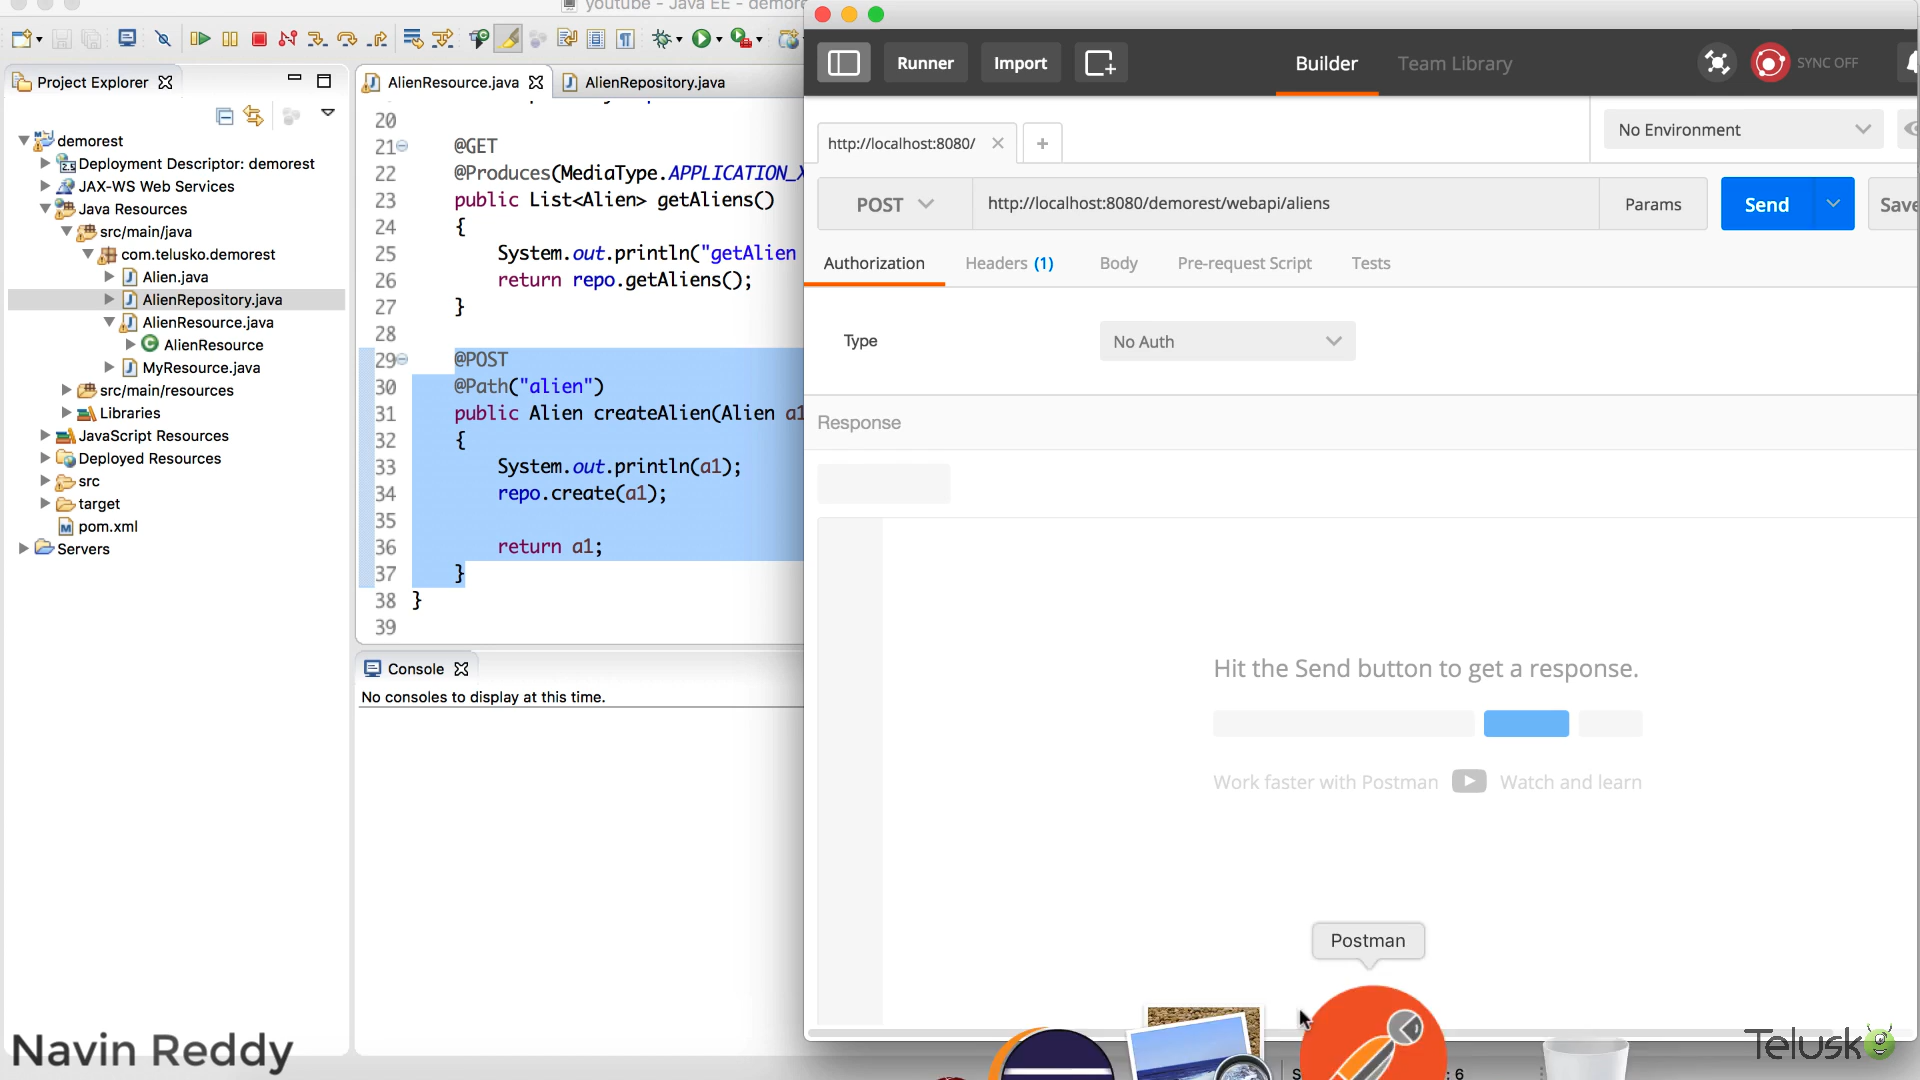 youtube - Java EE - demore
Project Explorer
demorest
Deployment Descriptor: demorest
JAX-WS Web Services
Java Resources
src/main/java
com.telusko.demorest
Alien.java
AlienRepository.java
AlienResource.java
AlienResource
MyResource.java
src/main/resources
Libraries
JavaScript Resources
Deployed Resources
src
target
pom.xml
Servers
AlienResource.java
AlienRepository.java
20
21 @GET
22 @Produces(MediaType.APPLICATION_X
23 public List<Alien> getAliens()
24 {
25 System.out.println("getAlien
26 return repo.getAliens();
27 }
28
29 @POST
30 @Path("alien")
31 public Alien createAlien(Alien a1
32 {
33 System.out.println(a1);
34 repo.create(a1);
35
36 return a1;
37 }
38 }
39
Console
No consoles to display at this time.
Runner
Import
Builder
Team Library
SYNC OFF
http://localhost:8080/
+
No Environment
POST
http://localhost:8080/demorest/webapi/aliens
Params
Send
Save
Authorization
Headers (1)
Body
Pre-request Script
Tests
Type
No Auth
Response
Hit the Send button to get a response.
Work faster with Postman
Watch and learn
Postman
: 6
Navin Reddy
Telusko